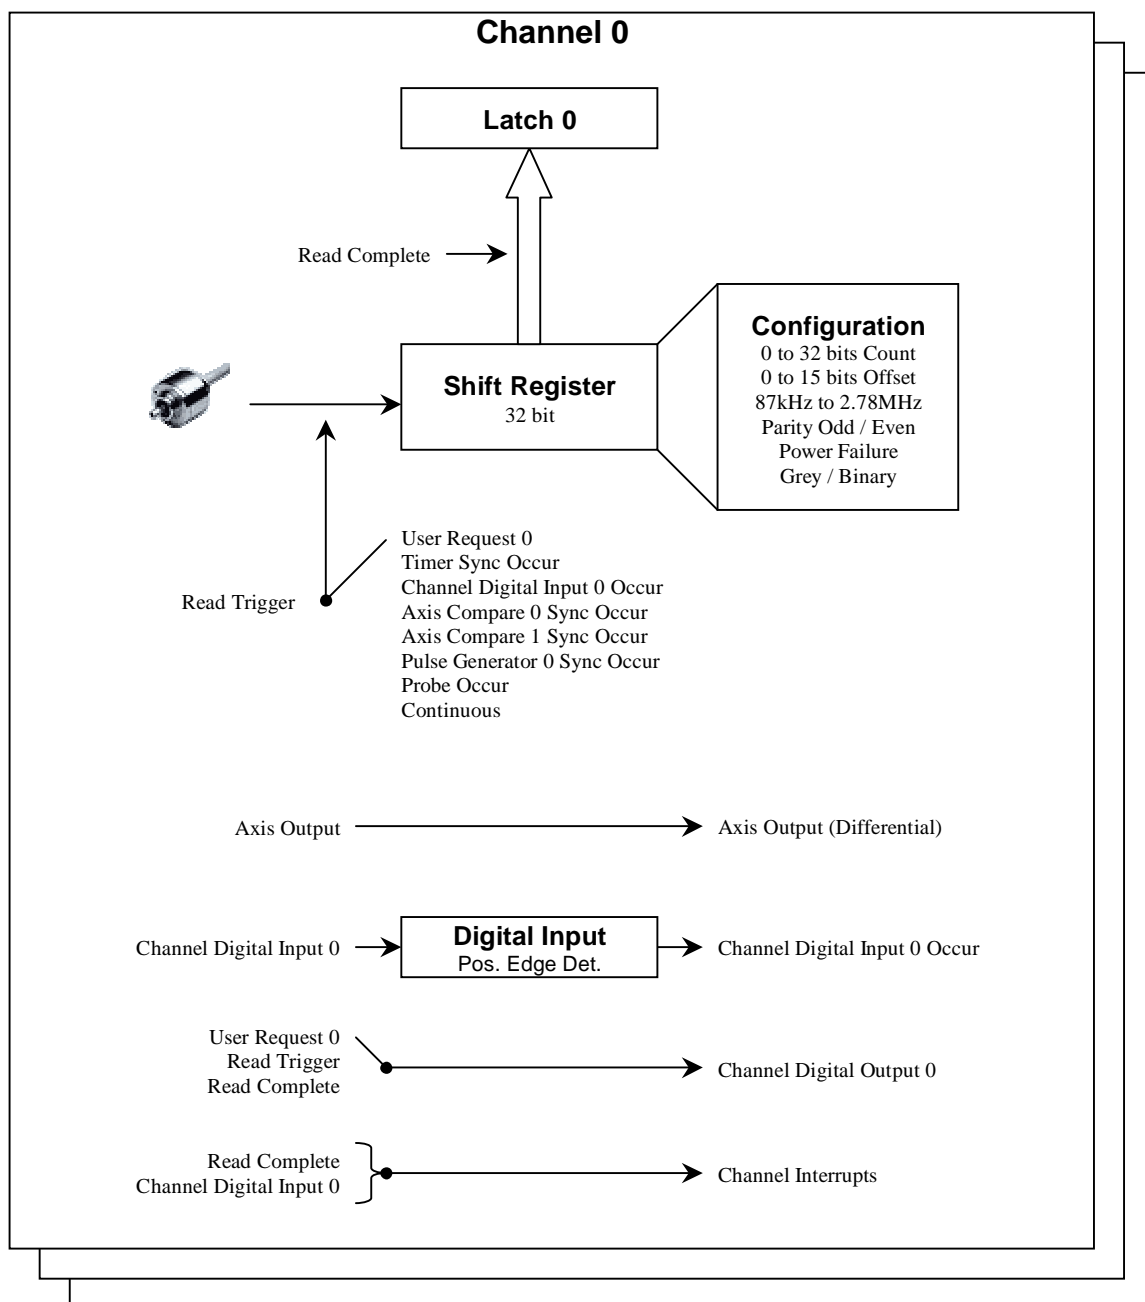 Channel 0
Latch 0
Read Complete
Configuration
0 to 32 bits Count
0 to 15 bits Offset
87kHz to 2.78MHz
Parity Odd / Even
Power Failure
Grey / Binary
Shift Register
32 bit
User Request 0
Timer Sync Occur
Channel Digital Input 0 Occur
Axis Compare 0 Sync Occur
Axis Compare 1 Sync Occur
Pulse Generator 0 Sync Occur
Probe Occur
Continuous
Read Trigger
Axis Output
Axis Output (Differential)
Channel Digital Input 0
Digital Input
Pos. Edge Det.
Channel Digital Input 0 Occur
User Request 0
Read Trigger
Read Complete
Channel Digital Output 0
Read Complete
Channel Digital Input 0
Channel Interrupts